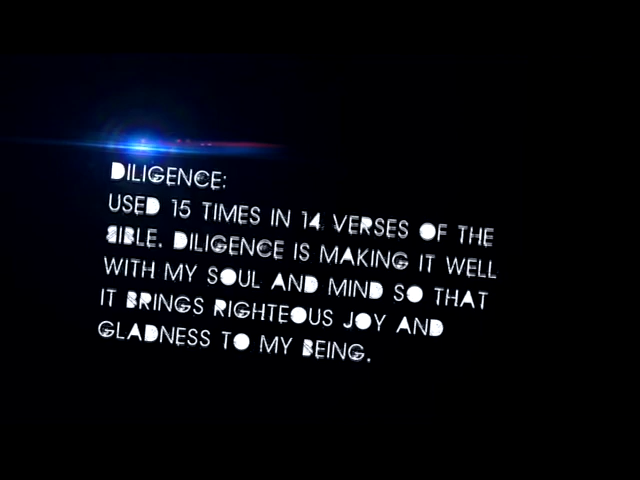 DILIGENCE:
USED 15 TIMES IN 14 VERSES OF THE
BIBLE. DILIGENCE IS MAKING IT WELL
WITH MY SOUL AND MIND SO THAT
IT BRINGS RIGHTEOUS JOY AND
GLADNESS TO MY BEING.